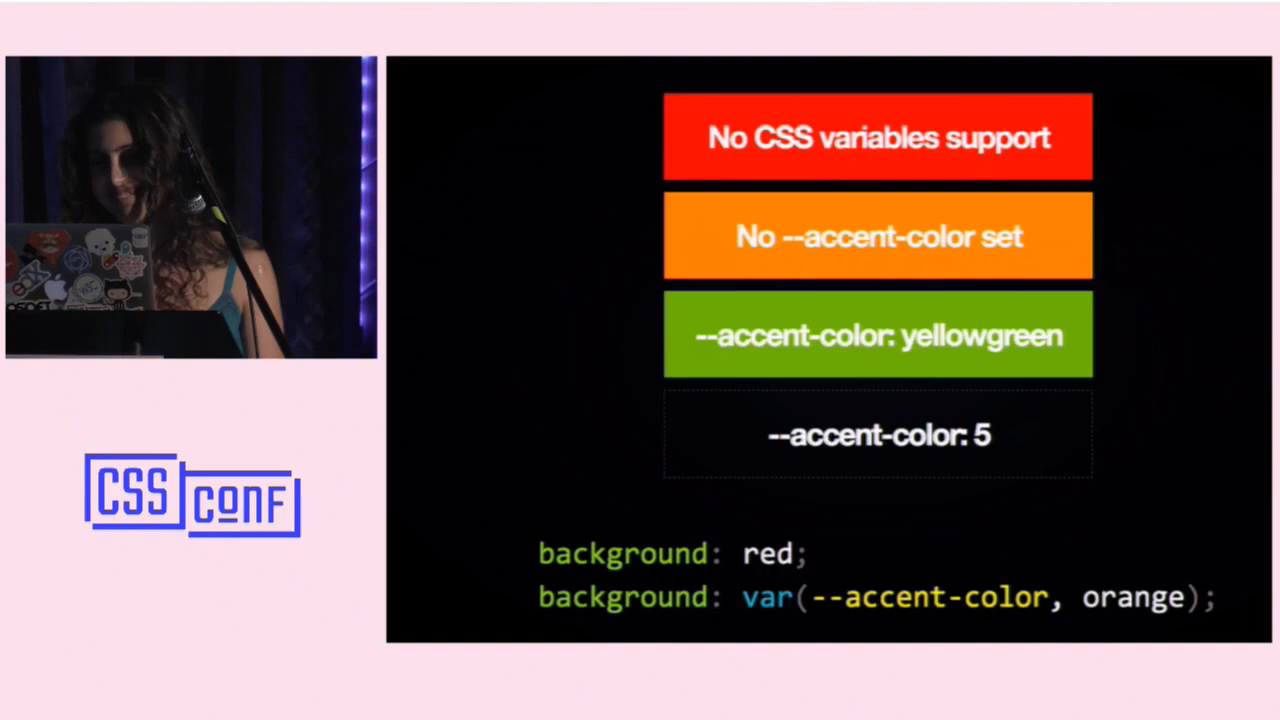 No CSS variables support
No --accent-color set
--accent-color: yellowgreen
--accent-color: 5
background: red;
background: var(--accent-color, orange);
CSS
CONF